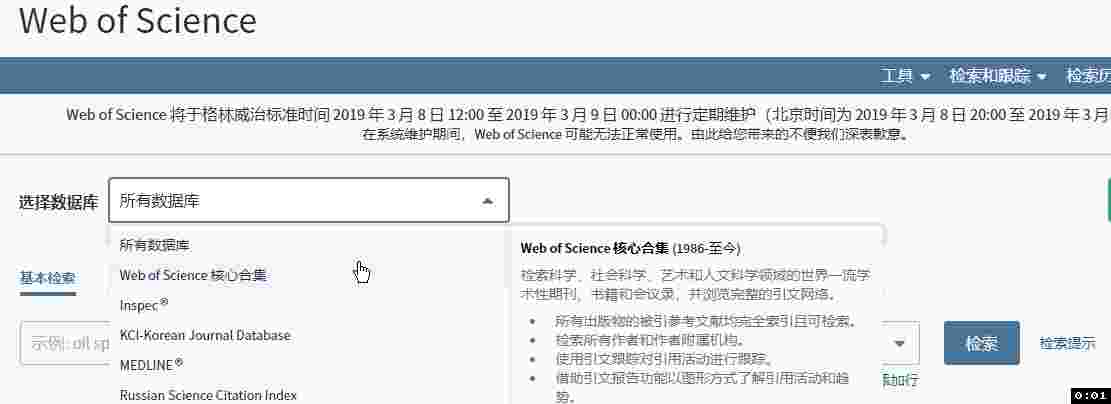 Web of Science
工具 检索和跟踪 检索历
Web of Science 将于格林威治标准时间 2019 年 3 月 8 日 12:00 至 2019 年 3 月 9 日 00:00 进行定期维护（北京时间为 2019 年 3 月 8 日 20:00 至 2019 年 3 月
在系统维护期间，Web of Science 可能无法正常使用。由此给您带来的不便我们深表歉意。
选择数据库 所有数据库
所有数据库
Web of Science 核心合集
Inspec®
KCI-Korean Journal Database
MEDLINE®
Russian Science Citation Index
Web of Science 核心合集 (1986-至今)
检索科学、社会科学、艺术和人文科学领域的世界一流学
术性期刊、书籍和会议录，并浏览完整的引文网络。
• 所有出版物的被引参考文献均完全索引且可检索。
• 检索所有作者和作者附属机构。
• 使用引文跟踪对引用活动进行跟踪。
• 借助引文报告功能以图形方式了解引用活动和趋
势。
基本检索
示例: oil sp
检索 检索提示
添加行
0:01